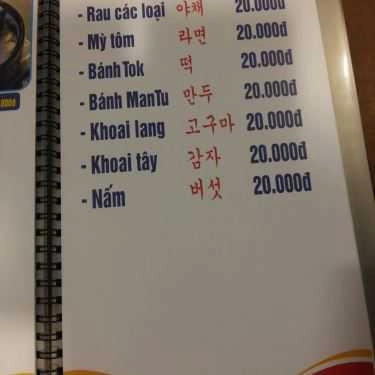 - Rau các loại 야채 20.000đ
- Mỳ tôm 라면 20.000đ
- Bánh Tok 떡 20.000đ
- Bánh ManTu 만두 20.000đ
- Khoai lang 고구마 20.000đ
- Khoai tây 감자 20.000đ
- Nấm 버섯 20.000đ